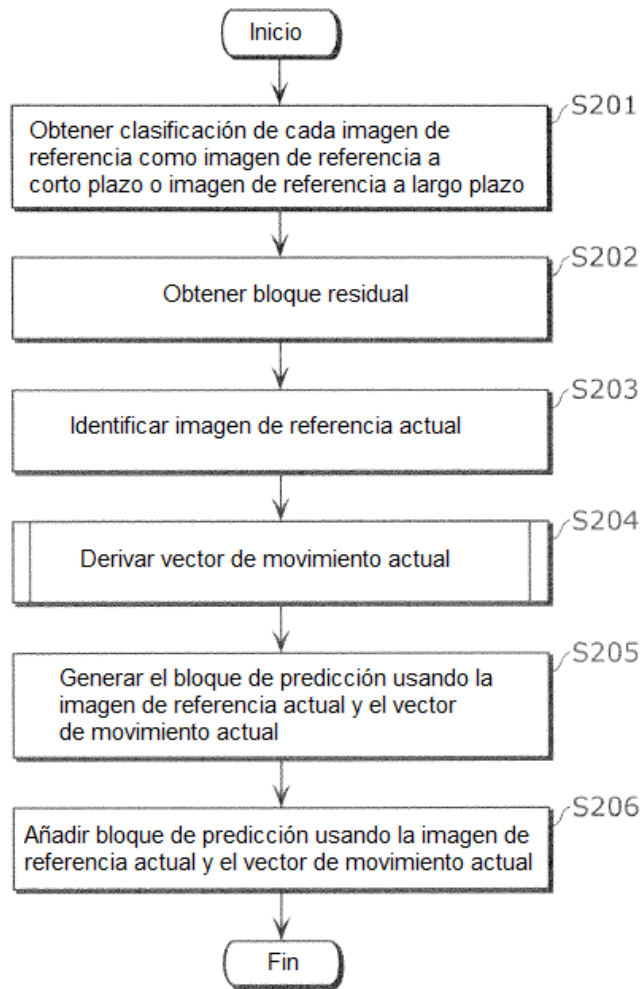 Inicio
S201
Obtener clasificación de cada imagen de
referencia como imagen de referencia a
corto plazo o imagen de referencia a largo plazo
S202
Obtener bloque residual
S203
Identificar imagen de referencia actual
S204
Derivar vector de movimiento actual
S205
Generar el bloque de predicción usando la
imagen de referencia actual y el vector
de movimiento actual
S206
Añadir bloque de predicción usando la imagen de
referencia actual y el vector de movimiento actual
Fin